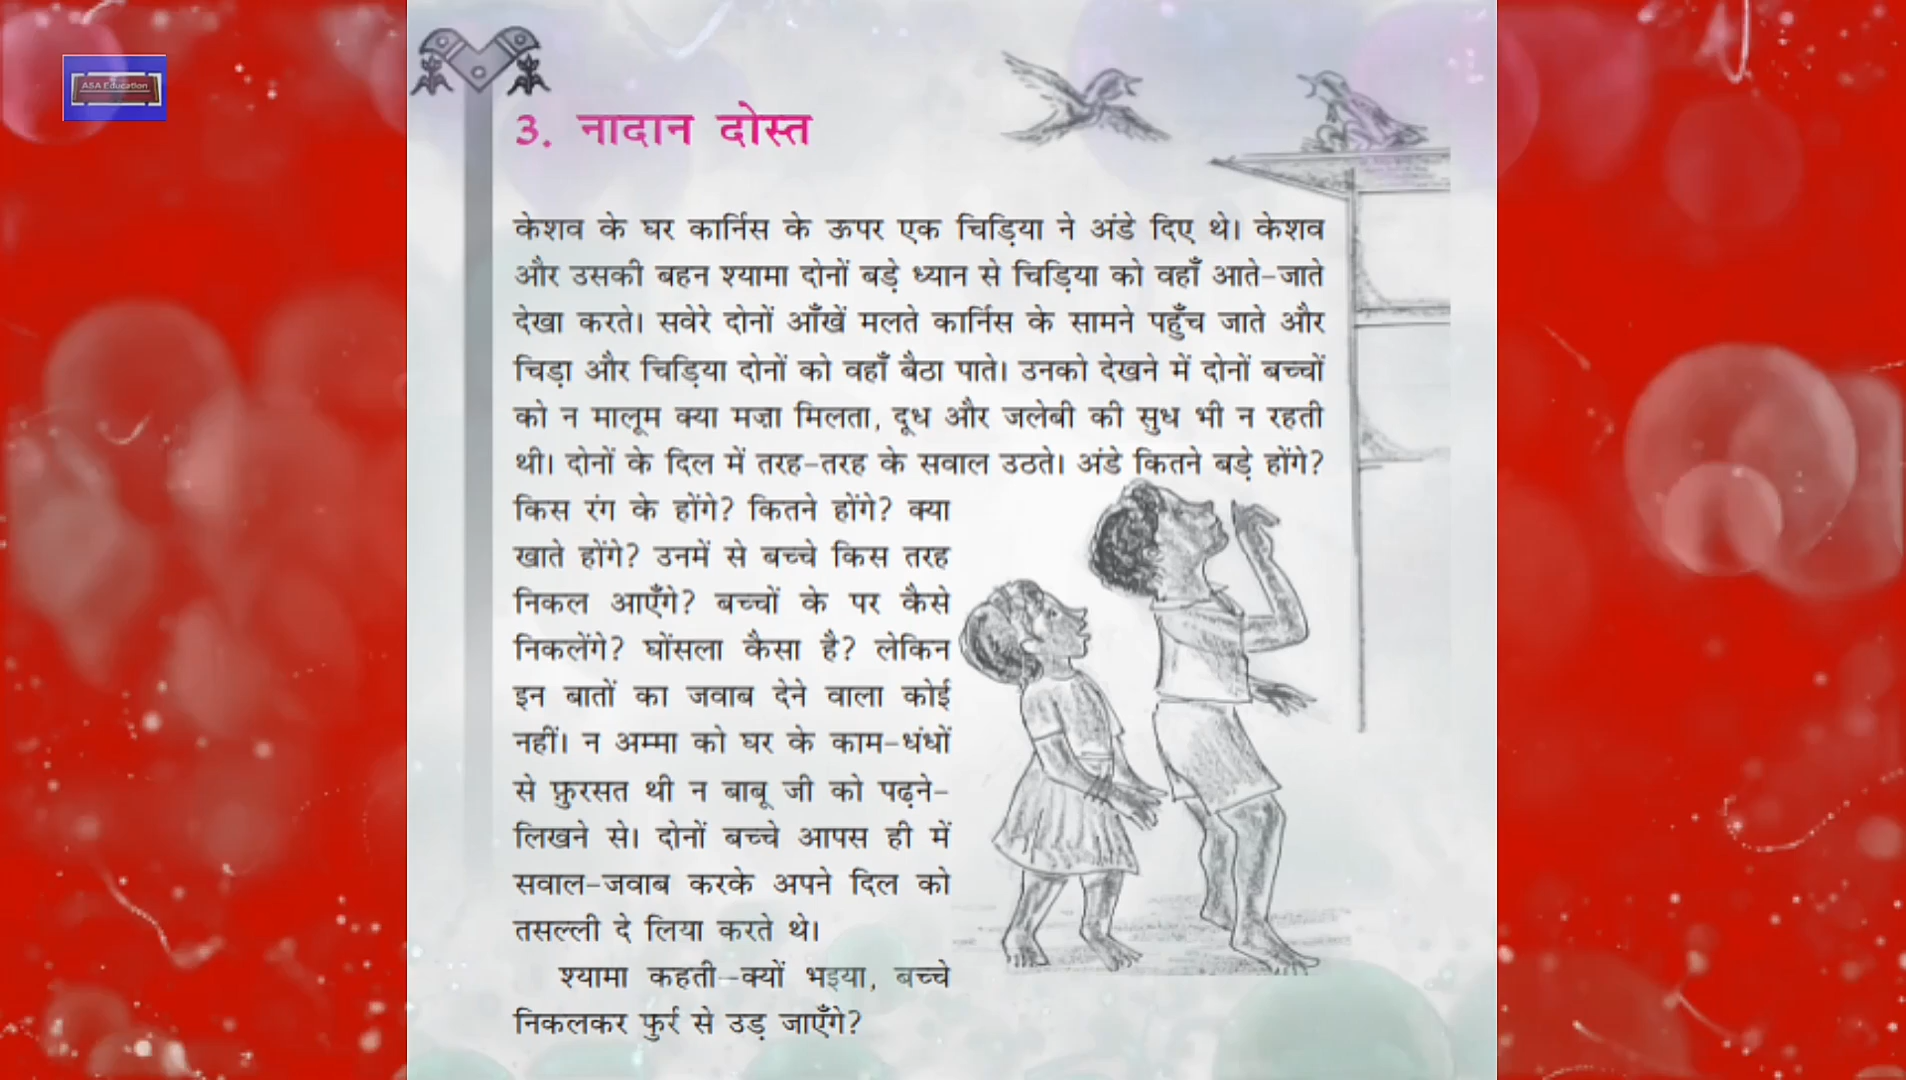 ASA Education
3. नादान दोस्त
केशव के घर कार्निस के ऊपर एक चिड़िया ने अंडे दिए थे। केशव
और उसकी बहन श्यामा दोनों बड़े ध्यान से चिड़िया को वहाँ आते-जाते
देखा करते। सवेरे दोनों आँखें मलते कार्निस के सामने पहुँच जाते और
चिड़ा और चिड़िया दोनों को वहाँ बैठा पाते। उनको देखने में दोनों बच्चों
को न मालूम क्या मज़ा मिलता, दूध और जलेबी की सुध भी न रहती
थी। दोनों के दिल में तरह-तरह के सवाल उठते। अंडे कितने बड़े होंगे?
किस रंग के होंगे? कितने होंगे? क्या
खाते होंगे? उनमें से बच्चे किस तरह
निकल आएँगे? बच्चों के पर कैसे
निकलेंगे? घोंसला कैसा है? लेकिन
इन बातों का जवाब देने वाला कोई
नहीं। न अम्मा को घर के काम-धंधों
से फ़ुरसत थी न बाबू जी को पढ़ने-
लिखने से। दोनों बच्चे आपस ही में
सवाल-जवाब करके अपने दिल को
तसल्ली दे लिया करते थे।
श्यामा कहती-क्यों भइया, बच्चे
निकलकर फुर्र से उड़ जाएँगे?